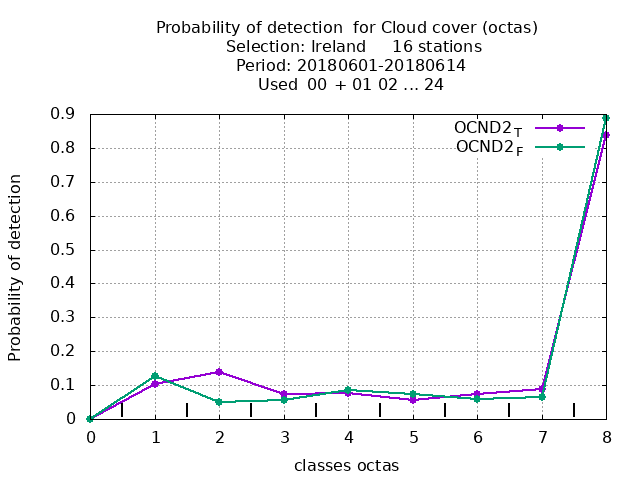 Probability of detection  for Cloud cover (octas)
Selection: Ireland     16 stations
Period: 20180601-20180614
Used  00  + 01 02 ... 24
OCND2T
OCND2F
Probability of detection
0.9
0.8
0.7
0.6
0.5
0.4
0.3
0.2
0.1
0
0 1 2 3 4 5 6 7 8
classes octas